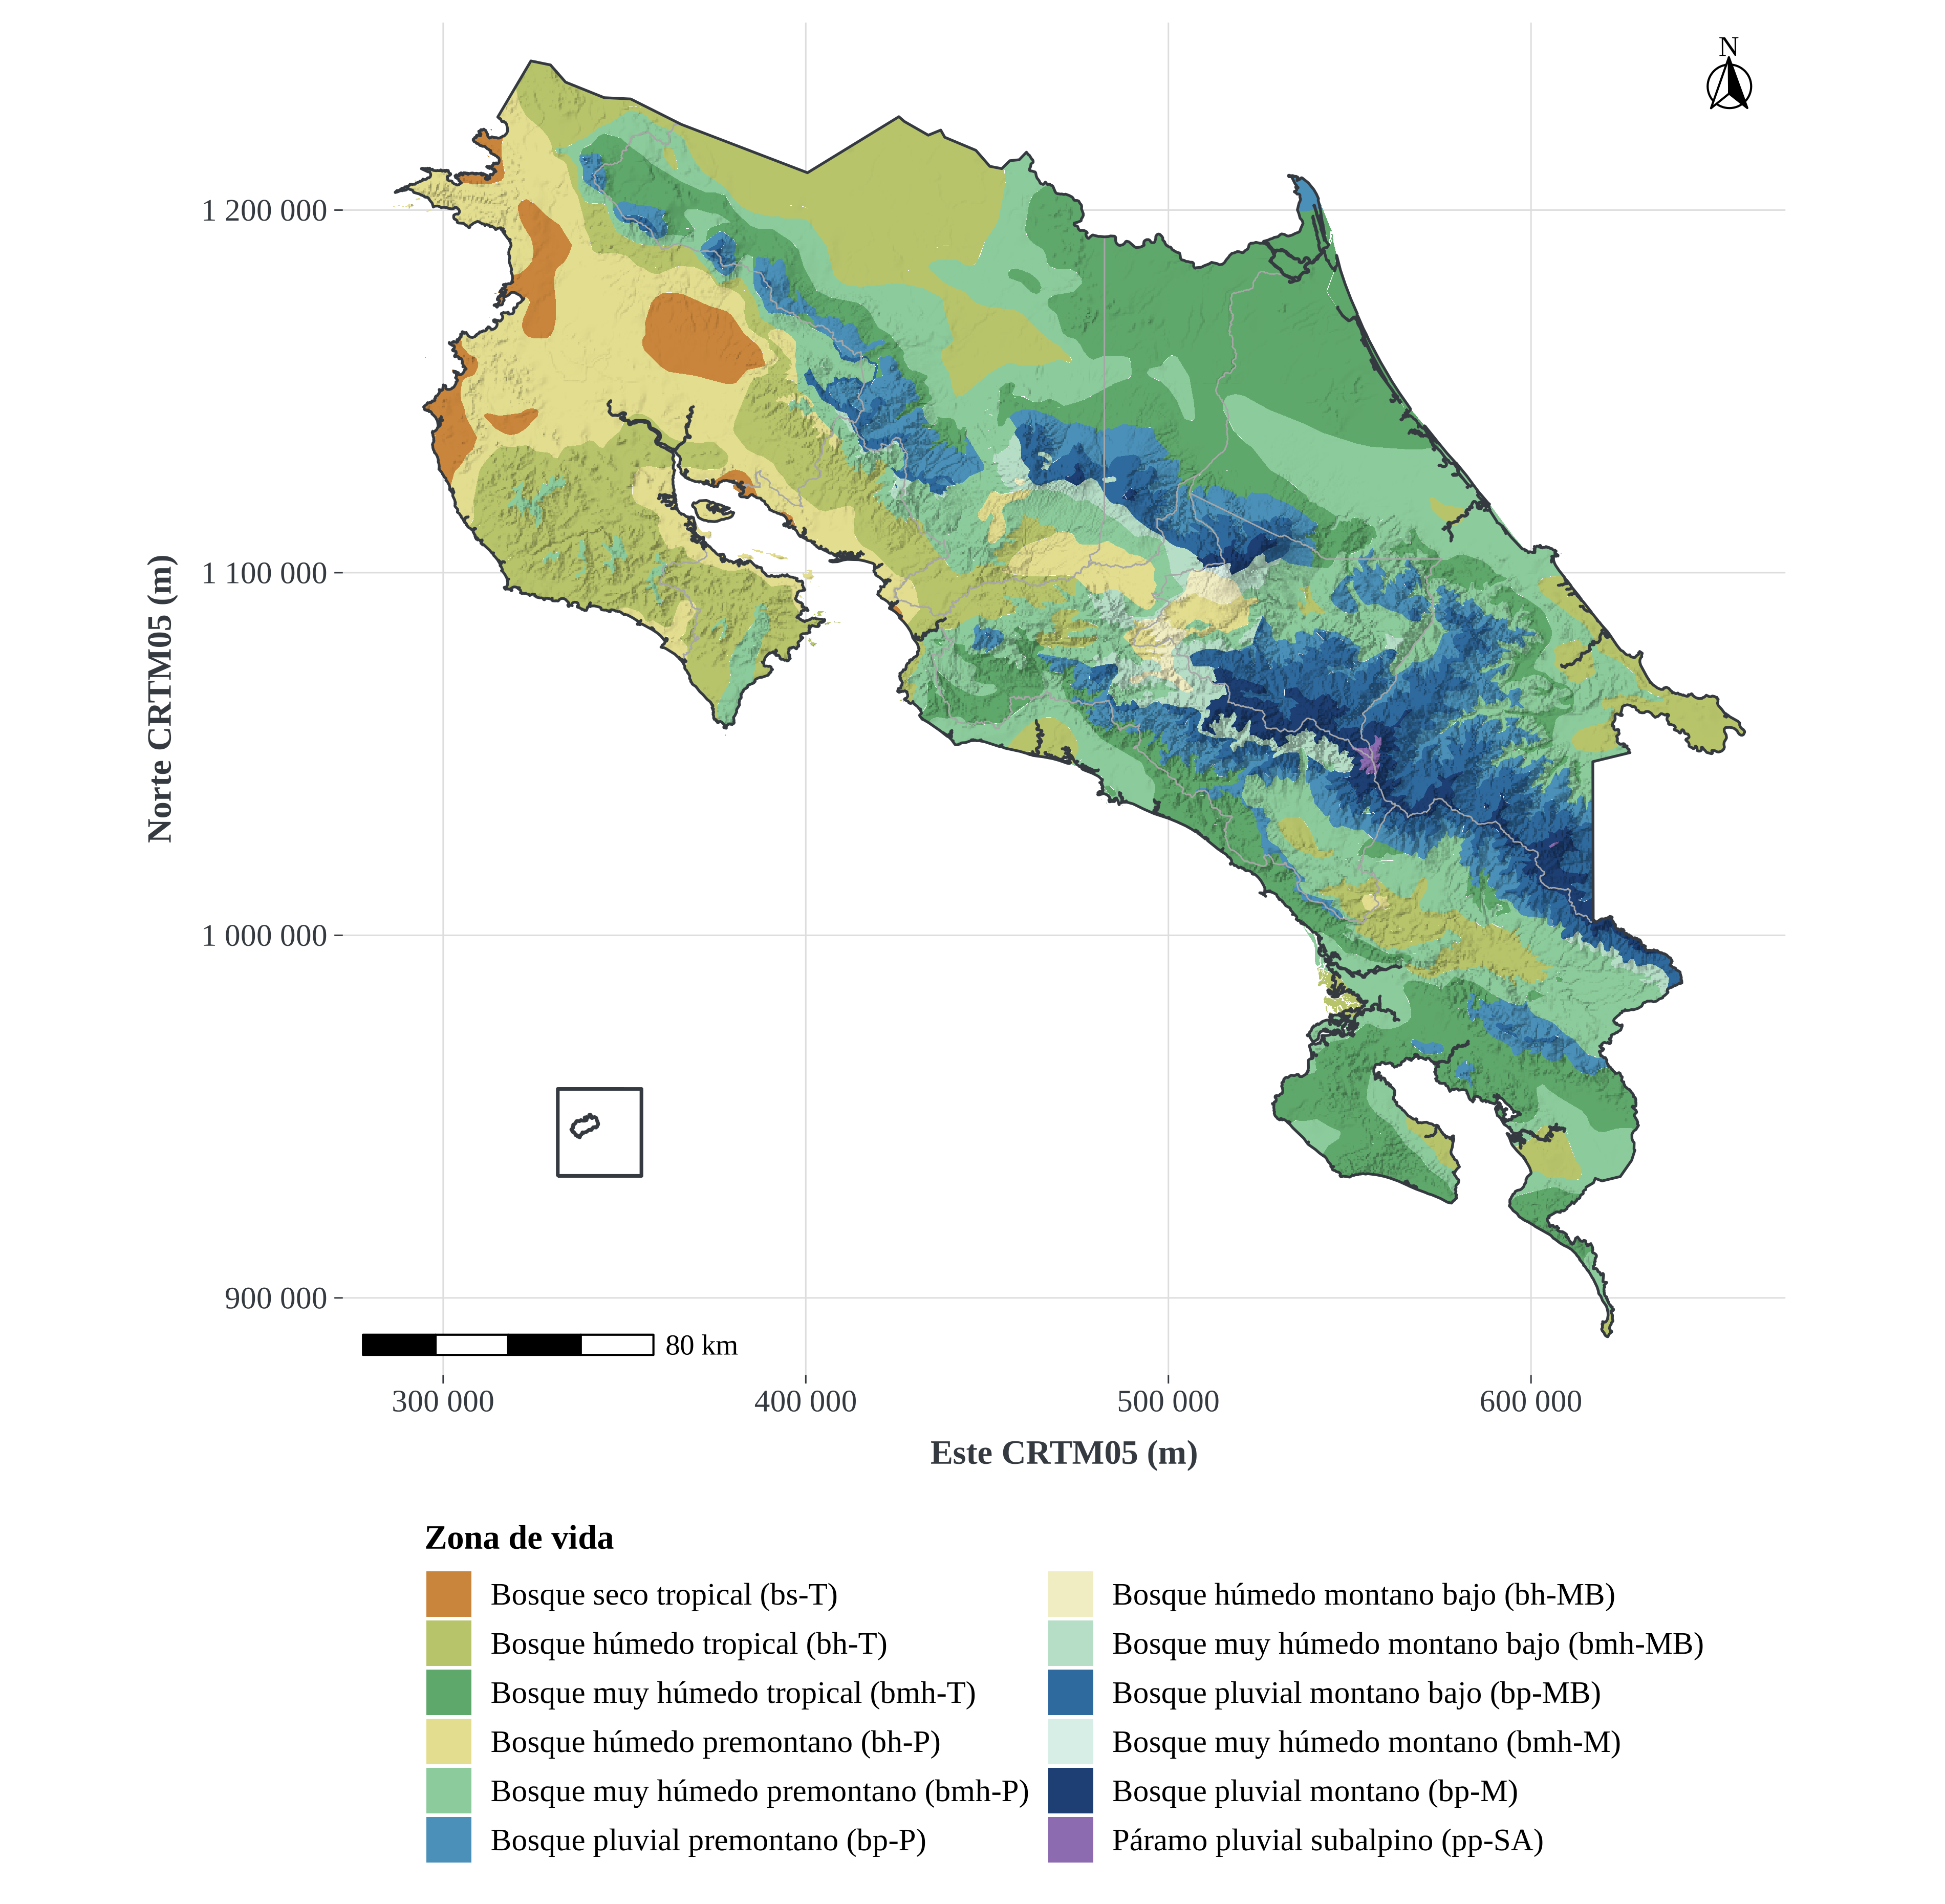 N
1 200 000
1 100 000
1 000 000
900 000
Norte CRTM05 (m)
80 km
300 000
400 000
500 000
600 000
Este CRTM05 (m)
Zona de vida
Bosque seco tropical (bs-T)
Bosque húmedo tropical (bh-T)
Bosque muy húmedo tropical (bmh-T)
Bosque húmedo premontano (bh-P)
Bosque muy húmedo premontano (bmh-P)
Bosque pluvial premontano (bp-P)
Bosque húmedo montano bajo (bh-MB)
Bosque muy húmedo montano bajo (bmh-MB)
Bosque pluvial montano bajo (bp-MB)
Bosque muy húmedo montano (bmh-M)
Bosque pluvial montano (bp-M)
Páramo pluvial subalpino (pp-SA)